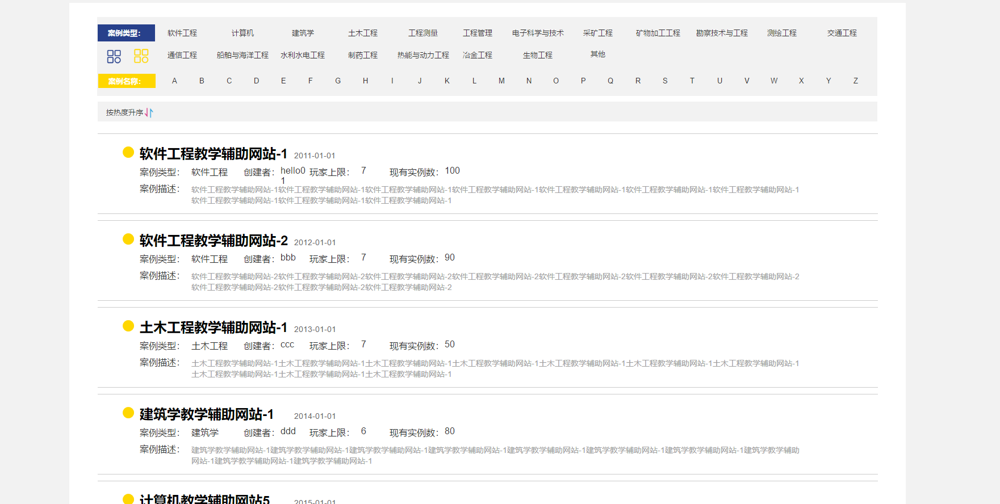 案例类型： 软件工程 计算机 建筑学 土木工程 工程测量 工程管理 电子科学与技术 采矿工程 矿物加工工程 勘察技术与工程 测绘工程 交通工程
通信工程 船舶与海洋工程 水利水电工程 制药工程 热能与动力工程 冶金工程 生物工程 其他
案例名称： A B C D E F G H I J K L M N O P Q R S T U V W X Y Z
按热度升序
软件工程教学辅助网站-1 2011-01-01
案例类型： 软件工程 创建者： hello01 玩家上限： 7 现有实例数： 100
案例描述： 软件工程教学辅助网站-1软件工程教学辅助网站-1软件工程教学辅助网站-1软件工程教学辅助网站-1软件工程教学辅助网站-1软件工程教学辅助网站-1软件工程教学辅助网站-1
软件工程教学辅助网站-1软件工程教学辅助网站-1软件工程教学辅助网站-1
软件工程教学辅助网站-2 2012-01-01
案例类型： 软件工程 创建者： bbb 玩家上限： 7 现有实例数： 90
案例描述： 软件工程教学辅助网站-2软件工程教学辅助网站-2软件工程教学辅助网站-2软件工程教学辅助网站-2软件工程教学辅助网站-2软件工程教学辅助网站-2软件工程教学辅助网站-2
软件工程教学辅助网站-2软件工程教学辅助网站-2软件工程教学辅助网站-2
土木工程教学辅助网站-1 2013-01-01
案例类型： 土木工程 创建者： ccc 玩家上限： 7 现有实例数： 50
案例描述： 土木工程教学辅助网站-1土木工程教学辅助网站-1土木工程教学辅助网站-1土木工程教学辅助网站-1土木工程教学辅助网站-1土木工程教学辅助网站-1土木工程教学辅助网站-1
土木工程教学辅助网站-1土木工程教学辅助网站-1土木工程教学辅助网站-1
建筑学教学辅助网站-1 2014-01-01
案例类型： 建筑学 创建者： ddd 玩家上限： 6 现有实例数： 80
案例描述： 建筑学教学辅助网站-1建筑学教学辅助网站-1建筑学教学辅助网站-1建筑学教学辅助网站-1建筑学教学辅助网站-1建筑学教学辅助网站-1建筑学教学辅助网站-1建筑学教学辅助
网站-1建筑学教学辅助网站-1建筑学教学辅助网站-1
计算机教学辅助网站5 2015-01-01